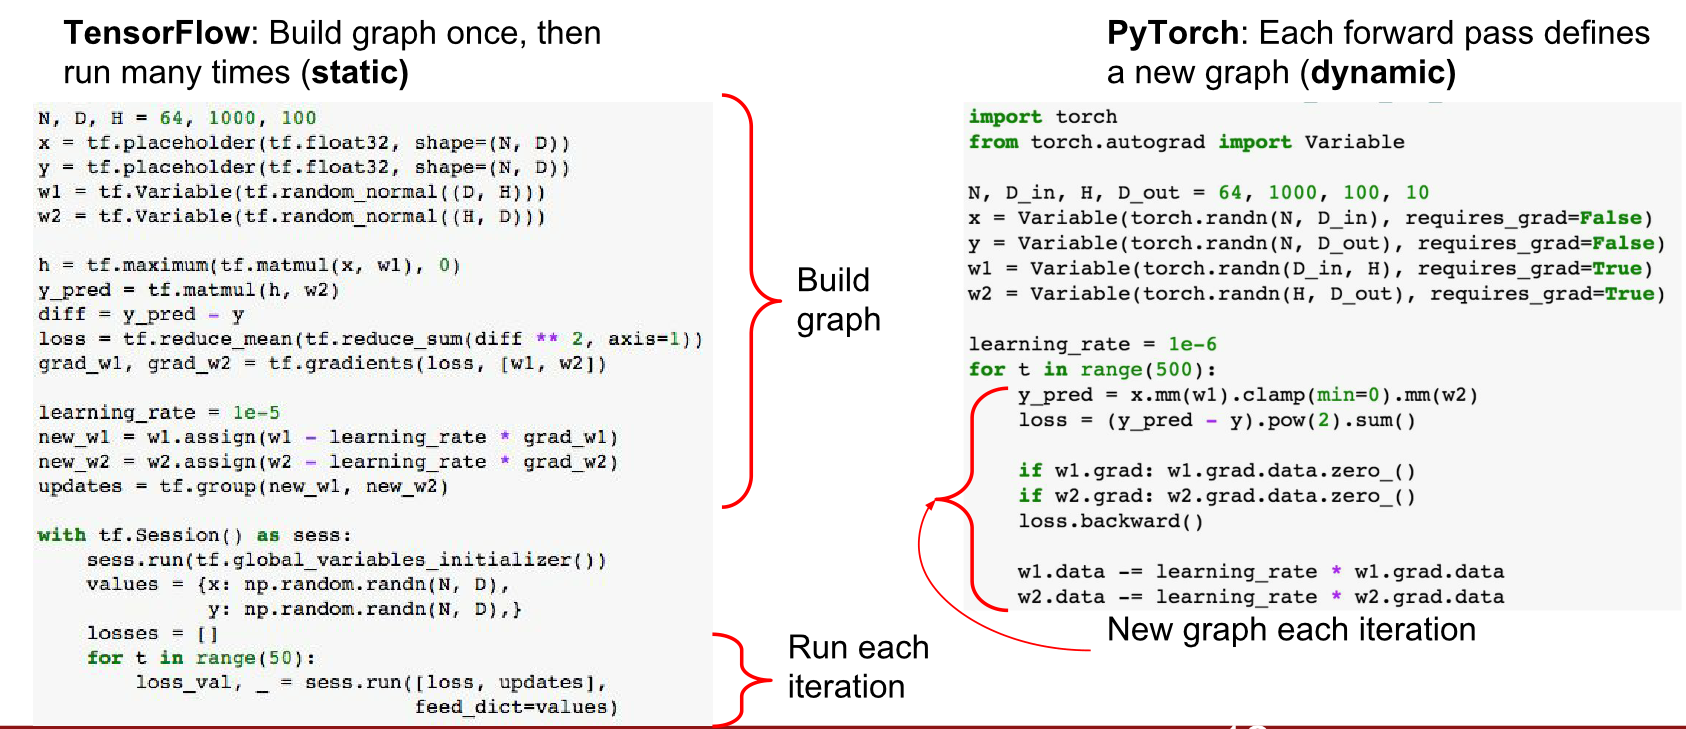 TensorFlow: Build graph once, then
run many times (static)
N, D, H = 64, 1000, 100
x = tf.placeholder(tf.float32, shape=(N, D))
y = tf.placeholder(tf.float32, shape=(N, D))
w1 = tf.Variable(tf.random_normal((D, H)))
w2 = tf.Variable(tf.random_normal((H, D)))
h = tf.maximum(tf.matmul(x, w1), 0)
y_pred = tf.matmul(h, w2)
diff = y_pred - y
loss = tf.reduce_mean(tf.reduce_sum(diff ** 2, axis=1))
grad_w1, grad_w2 = tf.gradients(loss, [w1, w2])
learning_rate = 1e-5
new_w1 = w1.assign(w1 - learning_rate * grad_w1)
new_w2 = w2.assign(w2 - learning_rate * grad_w2)
updates = tf.group(new_w1, new_w2)
with tf.Session() as sess:
    sess.run(tf.global_variables_initializer())
    values = {x: np.random.randn(N, D),
              y: np.random.randn(N, D),}
    losses = []
    for t in range(50):
        loss_val, _ = sess.run([loss, updates],
                               feed_dict=values)
Build
graph
Run each
iteration
PyTorch: Each forward pass defines
a new graph (dynamic)
import torch
from torch.autograd import Variable
N, D_in, H, D_out = 64, 1000, 100, 10
x = Variable(torch.randn(N, D_in), requires_grad=False)
y = Variable(torch.randn(N, D_out), requires_grad=False)
w1 = Variable(torch.randn(D_in, H), requires_grad=True)
w2 = Variable(torch.randn(H, D_out), requires_grad=True)
learning_rate = 1e-6
for t in range(500):
    y_pred = x.mm(w1).clamp(min=0).mm(w2)
    loss = (y_pred - y).pow(2).sum()
    if w1.grad: w1.grad.data.zero_()
    if w2.grad: w2.grad.data.zero_()
    loss.backward()
    w1.data -= learning_rate * w1.grad.data
    w2.data -= learning_rate * w2.grad.data
New graph each iteration